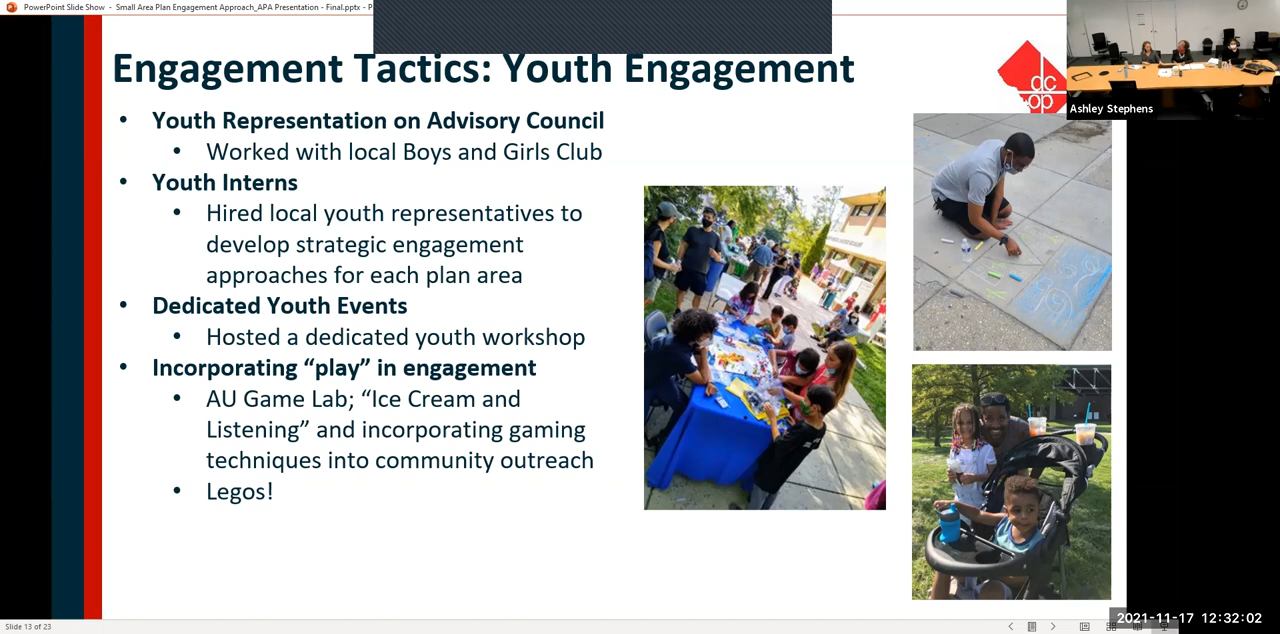 PowerPoint Slide Show - Small Area Plan Engagement Approach_APA Presentation - Final.pptx - P
Engagement Tactics: Youth Engagement
dc
op
Ashley Stephens
• Youth Representation on Advisory Council
• Worked with local Boys and Girls Club
• Youth Interns
• Hired local youth representatives to
develop strategic engagement
approaches for each plan area
• Dedicated Youth Events
• Hosted a dedicated youth workshop
• Incorporating “play” in engagement
• AU Game Lab; “Ice Cream and
Listening” and incorporating gaming
techniques into community outreach
• Legos!
Slide 13 of 23
2021-11-17 12:32:02